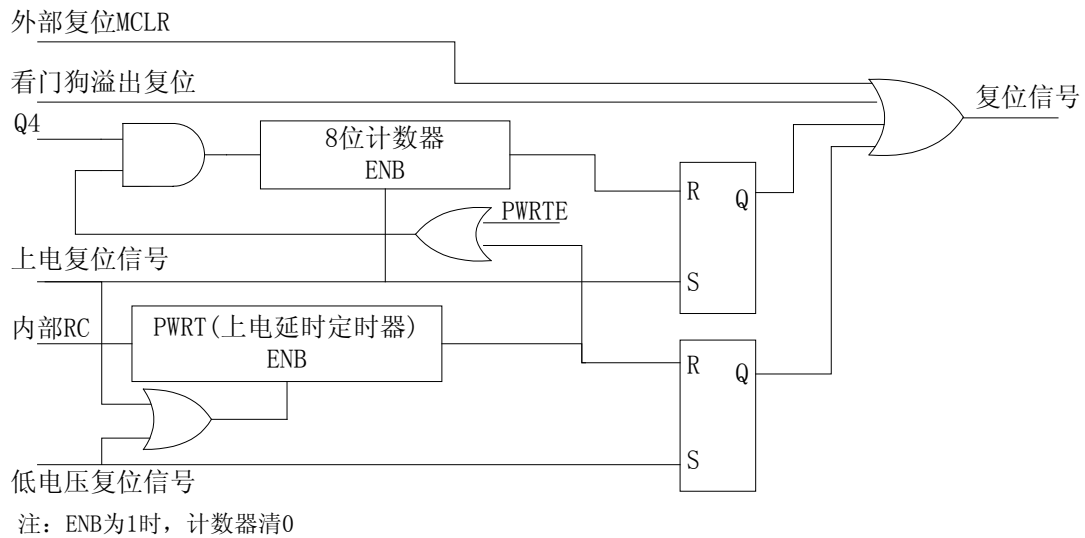 外部复位MCLR
看门狗溢出复位
复位信号
Q4
8位计数器
ENB
R Q
PWRTE
上电复位信号
S
内部RC
PWRT(上电延时定时器)
ENB
R Q
S
低电压复位信号
注：ENB为1时，计数器清0